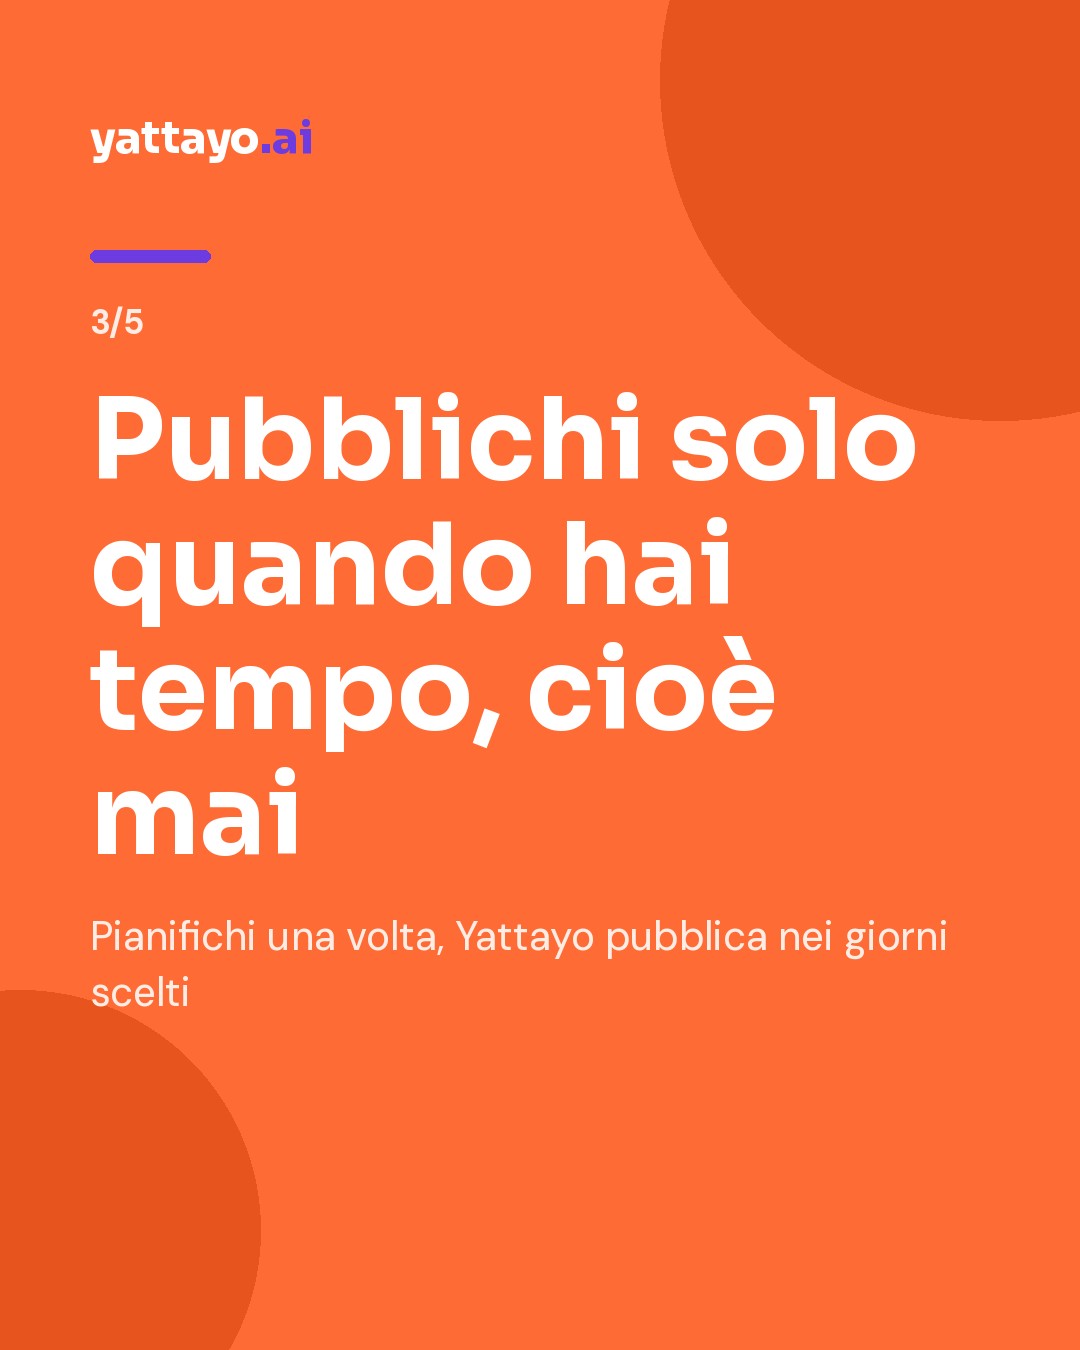 yattayo.ai
3/5
Pubblichi solo
quando hai
tempo, cioè
mai
Pianifichi una volta, Yattayo pubblica nei giorni
scelti